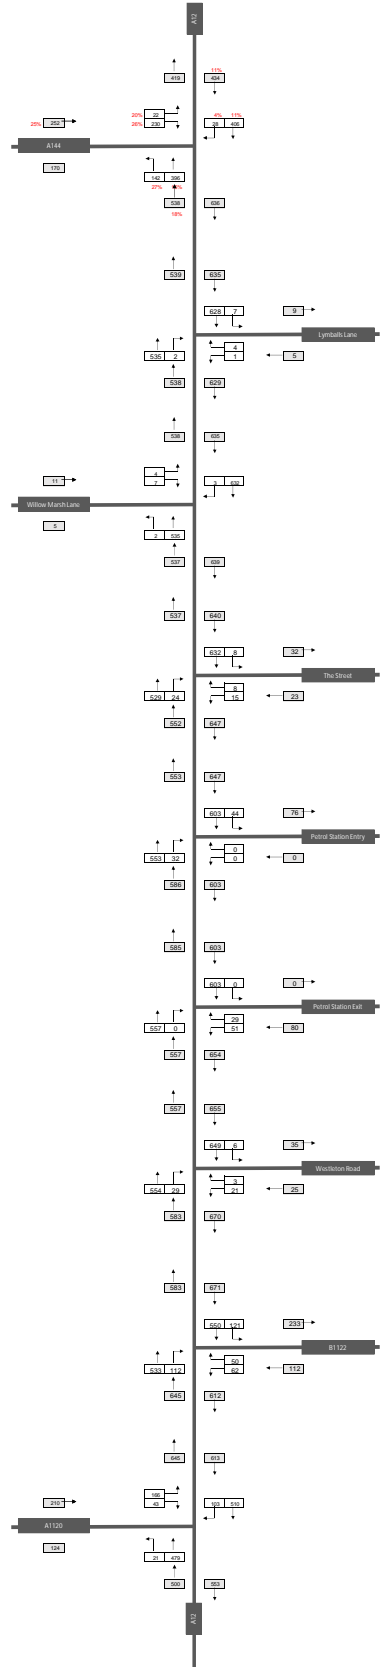 A12
11%
419 434
20% 22 4% 11%
25% 252 26% 230 28 406
A144
170
142 396
27%
538 636
18%
539 635
628 7 9
Lymballs Lane
4
535 2 1 5
538 629
538 635
4
11 7 3 632
Willow Marsh Lane
5
2 535
537 639
537 640
632 8 32
The Street
8
529 24 15 23
552 647
553 647
603 44 76
Petrol Station Entry
0
553 32 0 0
586 603
585 603
603 0 0
Petrol Station Exit
29
557 0 51 80
557 654
557 655
649 6 35
Westleton Road
3
554 29 21 25
583 670
583 671
550 121 233
B1122
50
533 112 62 112
645 612
645 613
166
210 43 103 510
A1120
124
21 479
500 553
A12